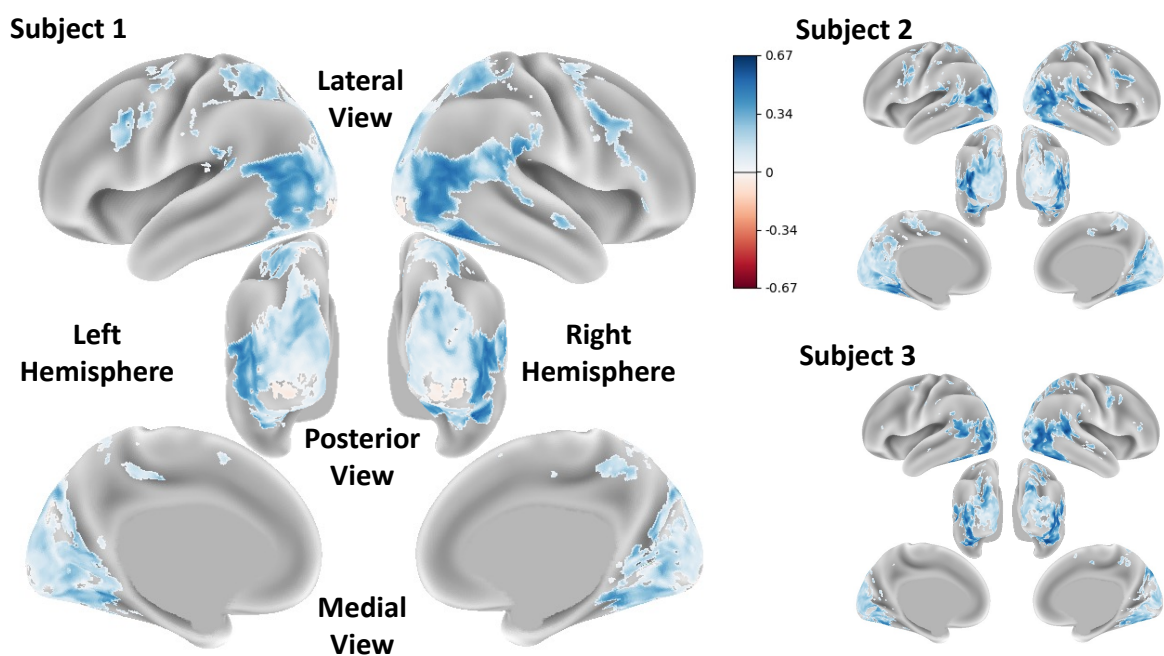 Subject 1
Lateral
View
Left
Hemisphere
Right
Hemisphere
Posterior
View
Medial
View
0.67
0.34
0
-0.34
-0.67
Subject 2
Subject 3